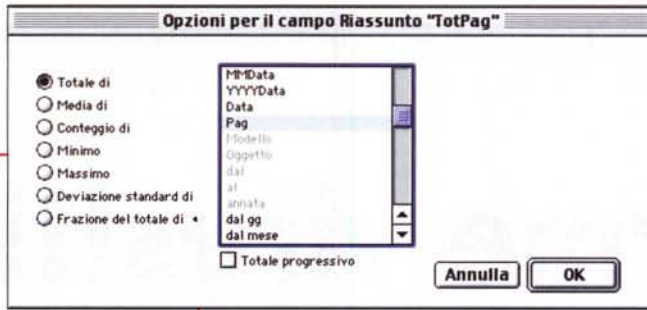 Opzioni per il campo Riassunto "TotPag"
Totale di
Media di
Conteggio di
Minimo
Massimo
Deviazione standard di
Frazione del totale di
MMData
YYYYData
Data
Pag
Modello
Oggetto
dal
al
annata
dal gg
dal mese
Totale progressivo
Annulla
OK